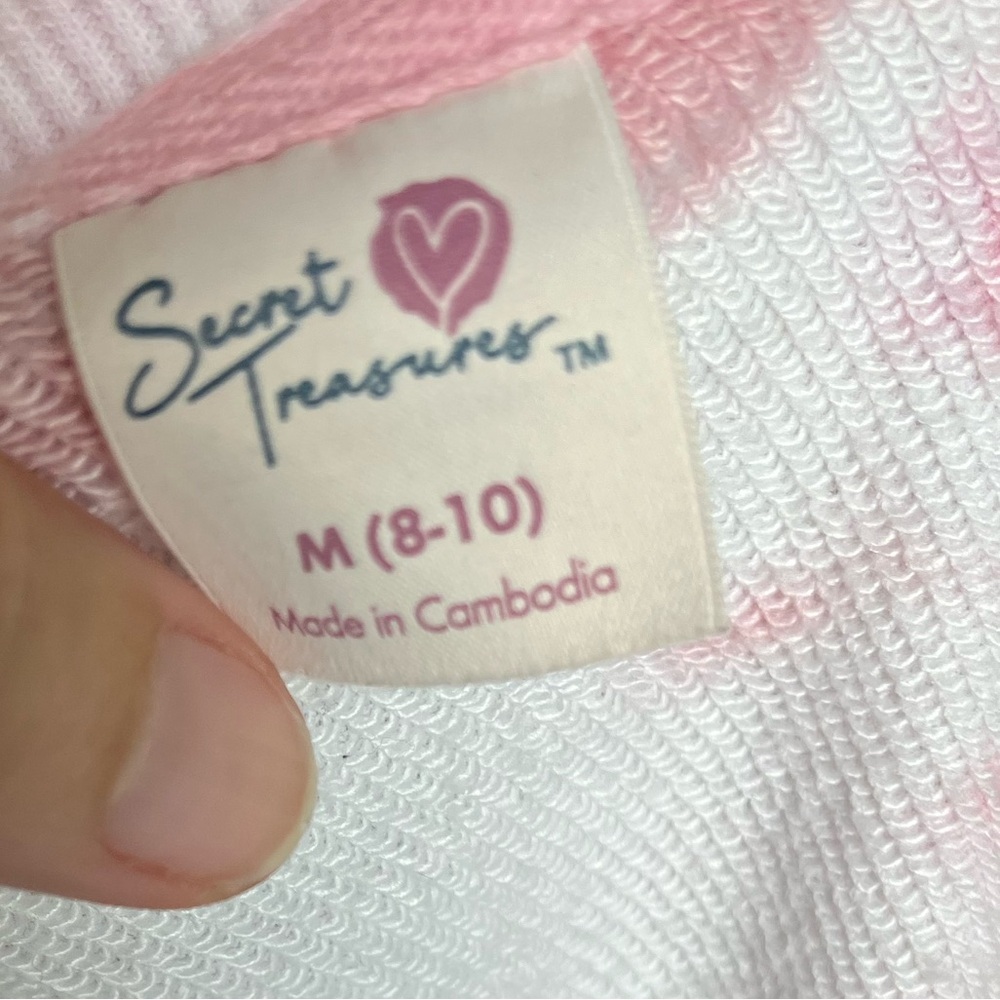 Secret
Treasures™
M (8-10)
Made in Cambodia